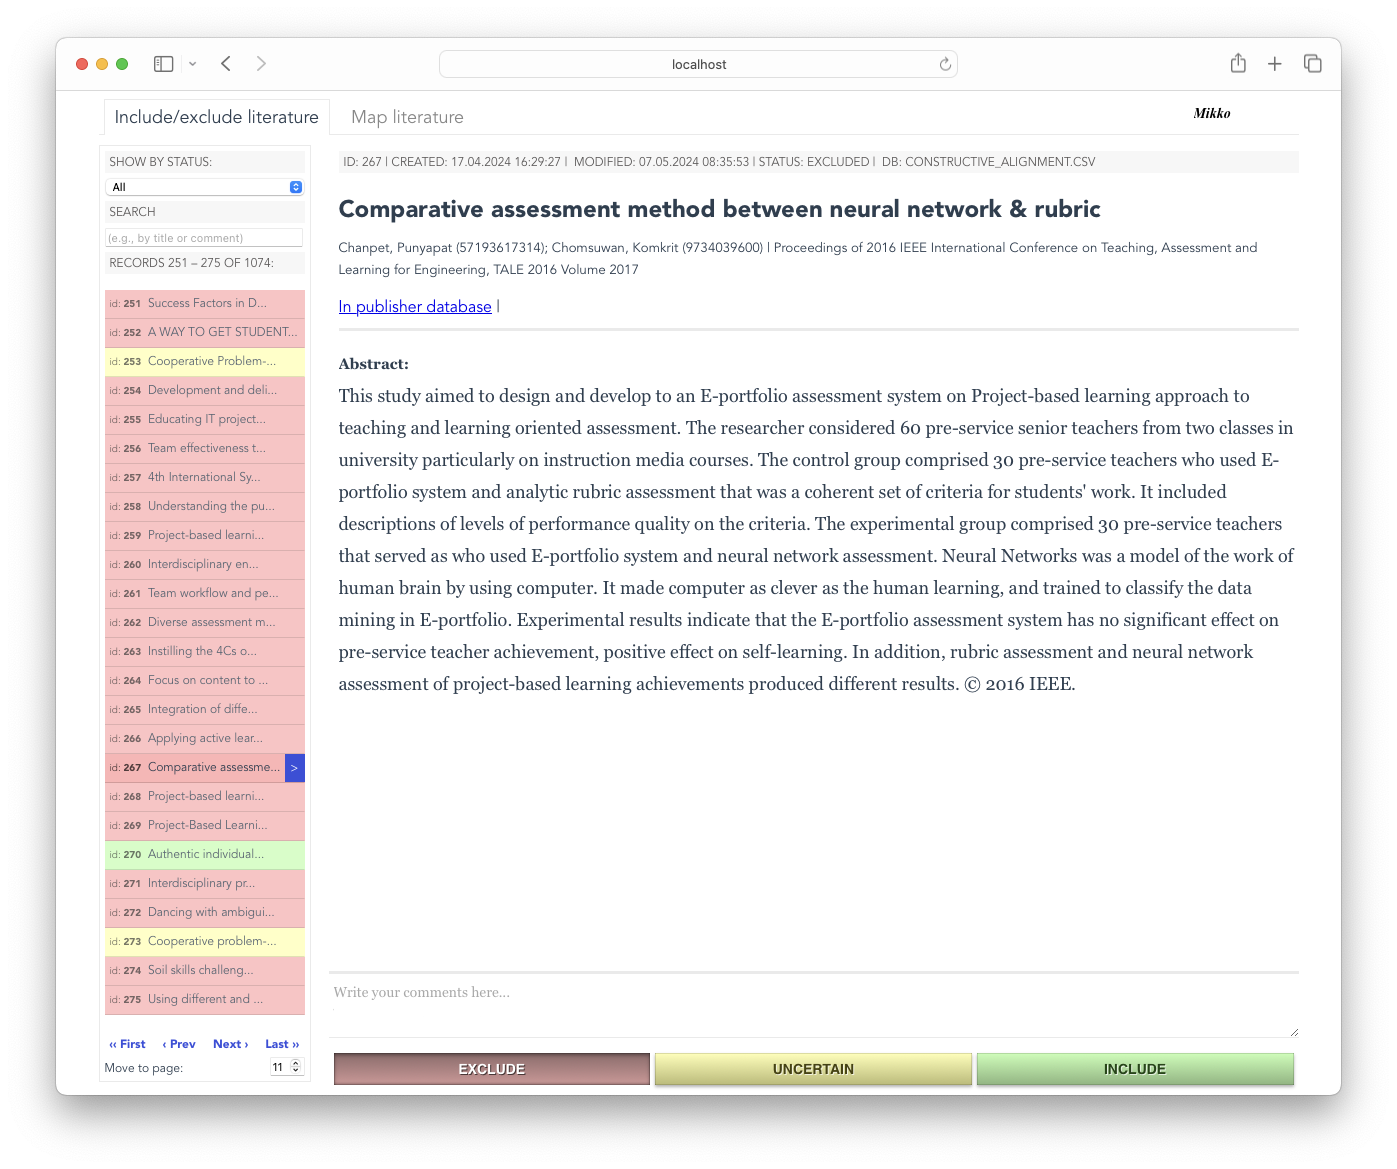 localhost
Include/exclude literature
Map literature
Mikko
SHOW BY STATUS:
All
SEARCH
(e.g., by title or comment)
RECORDS 251 – 275 OF 1074:
id: 251 Success Factors in D...
id: 252 A WAY TO GET STUDENT...
id: 253 Cooperative Problem-...
id: 254 Development and deli...
id: 255 Educating IT project...
id: 256 Team effectiveness t...
id: 257 4th International Sy...
id: 258 Understanding the pu...
id: 259 Project-based learni...
id: 260 Interdisciplinary en...
id: 261 Team workflow and pe...
id: 262 Diverse assessment m...
id: 263 Instilling the 4Cs o...
id: 264 Focus on content to ...
id: 265 Integration of diffe...
id: 266 Applying active lear...
id: 267 Comparative assessme... >
id: 268 Project-based learni...
id: 269 Project-Based Learni...
id: 270 Authentic individual...
id: 271 Interdisciplinary pr...
id: 272 Dancing with ambigui...
id: 273 Cooperative problem-...
id: 274 Soil skills challeng...
id: 275 Using different and ...
‹‹ First ‹ Prev Next › Last ››
Move to page: 11
ID: 267 | CREATED: 17.04.2024 16:29:27 | MODIFIED: 07.05.2024 08:35:53 | STATUS: EXCLUDED | DB: CONSTRUCTIVE_ALIGNMENT.CSV
Comparative assessment method between neural network & rubric
Chanpet, Punyapat (57193617314); Chomsuwan, Komkrit (9734039600) | Proceedings of 2016 IEEE International Conference on Teaching, Assessment and
Learning for Engineering, TALE 2016 Volume 2017
In publisher database |
Abstract:
This study aimed to design and develop to an E-portfolio assessment system on Project-based learning approach to
teaching and learning oriented assessment. The researcher considered 60 pre-service senior teachers from two classes in
university particularly on instruction media courses. The control group comprised 30 pre-service teachers who used E-
portfolio system and analytic rubric assessment that was a coherent set of criteria for students' work. It included
descriptions of levels of performance quality on the criteria. The experimental group comprised 30 pre-service teachers
that served as who used E-portfolio system and neural network assessment. Neural Networks was a model of the work of
human brain by using computer. It made computer as clever as the human learning, and trained to classify the data
mining in E-portfolio. Experimental results indicate that the E-portfolio assessment system has no significant effect on
pre-service teacher achievement, positive effect on self-learning. In addition, rubric assessment and neural network
assessment of project-based learning achievements produced different results. © 2016 IEEE.
Write your comments here...
EXCLUDE
UNCERTAIN
INCLUDE